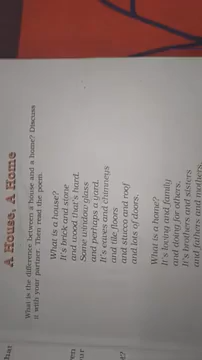 A House, A Home
What is the difference between a house and a home? Discuss
it with your partner. Then read the poem.
What is a house?
It's brick and stone
and wood that's hard.
Some window glass
and perhaps a yard.
It's eaves and chimneys
and tile floors
and stucco and roof
and lots of doors.
What is a home?
It's loving and family
and doing for others.
It's brothers and sisters
and fathers and mothers.